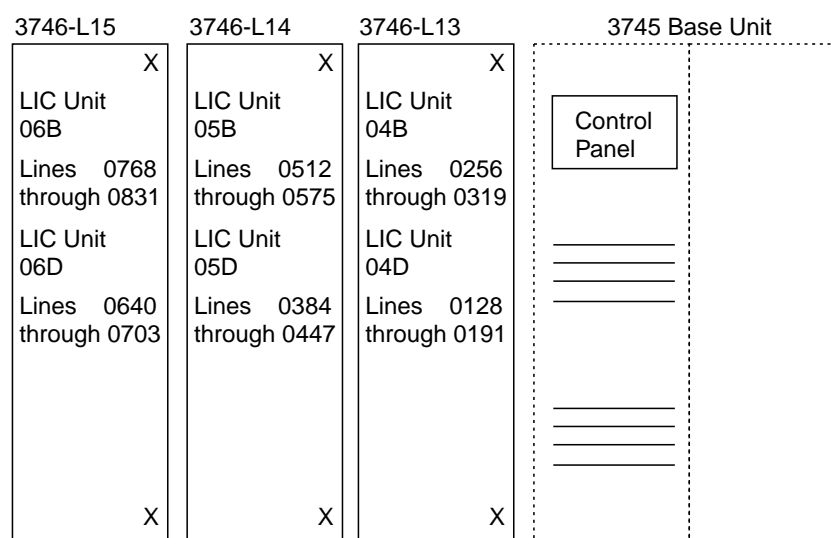 3746-L15
X
LIC Unit
06B
Lines 0768
through 0831
LIC Unit
06D
Lines 0640
through 0703
X
3746-L14
X
LIC Unit
05B
Lines 0512
through 0575
LIC Unit
05D
Lines 0384
through 0447
X
3746-L13
X
LIC Unit
04B
Lines 0256
through 0319
LIC Unit
04D
Lines 0128
through 0191
X
3745 Base Unit
Control
Panel